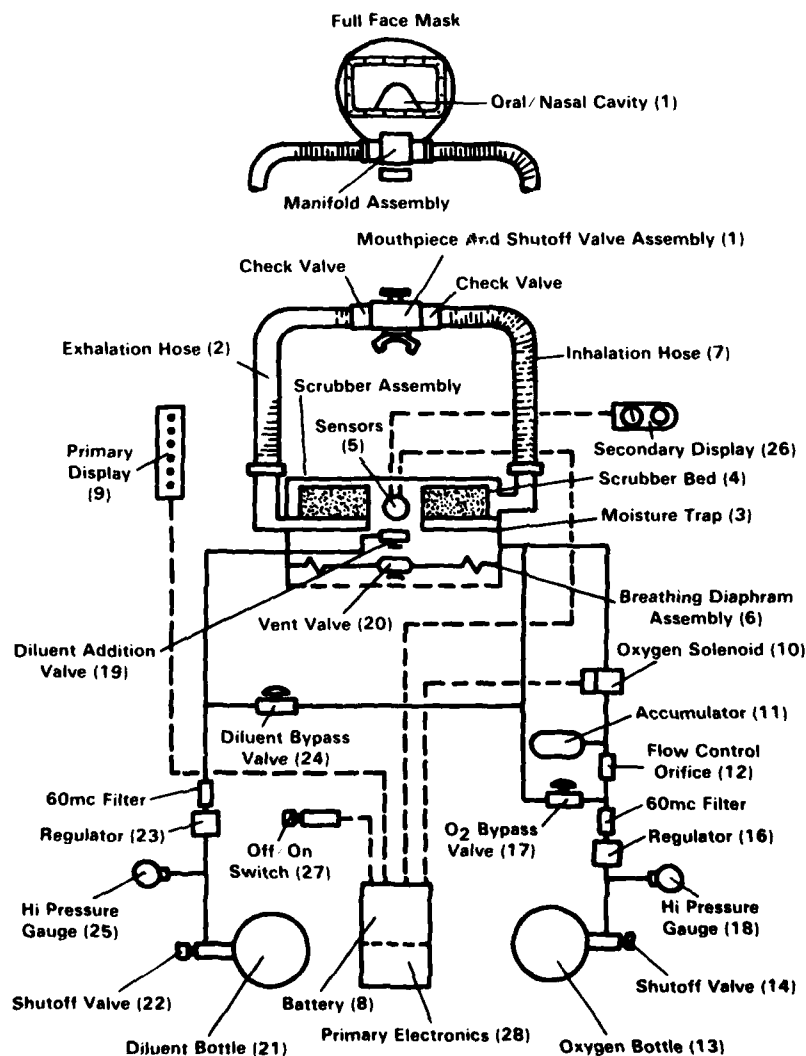 Full Face Mask
Oral/Nasal Cavity (1)
Manifold Assembly
Mouthpiece And Shutoff Valve Assembly (1)
Check Valve
Check Valve
Exhalation Hose (2)
Inhalation Hose (7)
Scrubber Assembly
Sensors
(5)
Primary
Display
(9)
Secondary
Display (26)
Scrubber Bed (4)
Moisture Trap (3)
Vent Valve (20)
Breathing Diaphram
Assembly
(6)
Diluent Addition
Valve (19)
Oxygen Solenoid
(10)
Diluent Bypass
Valve (24)
Accumulator (11)
Flow Control
Orifice (12)
60mc Filter
60mc Filter
Regulator (23)
Off/On
Switch (27)
O2 Bypass
Valve (17)
Regulator (16)
Hi Pressure
Gauge (25)
Hi Pressure
Gauge (18)
Shutoff Valve (22)
Battery (8)
Shutoff Valve
(14)
Diluent Bottle (21)
Primary Electronics (28)
Oxygen Bottle (13)